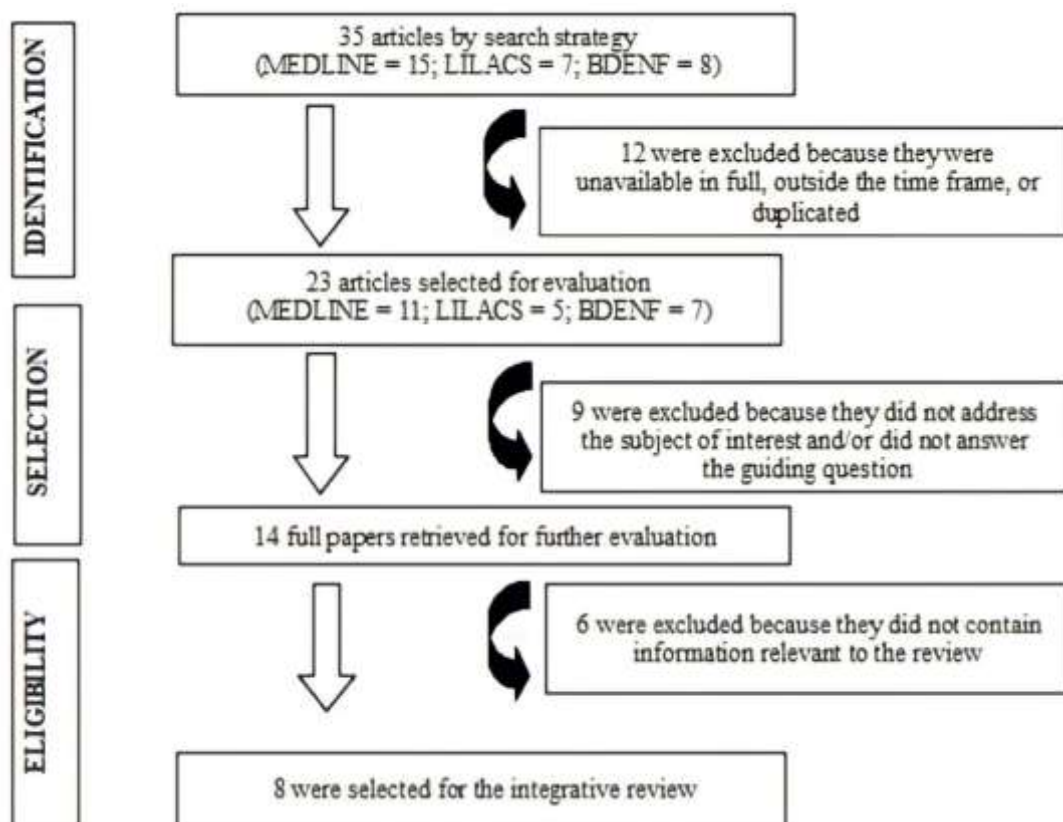 IDENTIFICATION
35 articles by search strategy
(MEDLINE = 15; LILACS = 7; BDENF = 8)
12 were excluded because they were
unavailable in full, outside the time frame, or
duplicated
23 articles selected for evaluation
(MEDLINE = 11; LILACS = 5; BDENF = 7)
SELECTION
9 were excluded because they did not address
the subject of interest and/or did not answer
the guiding question
14 full papers retrieved for further evaluation
ELIGIBILITY
6 were excluded because they did not contain
information relevant to the review
8 were selected for the integrative review